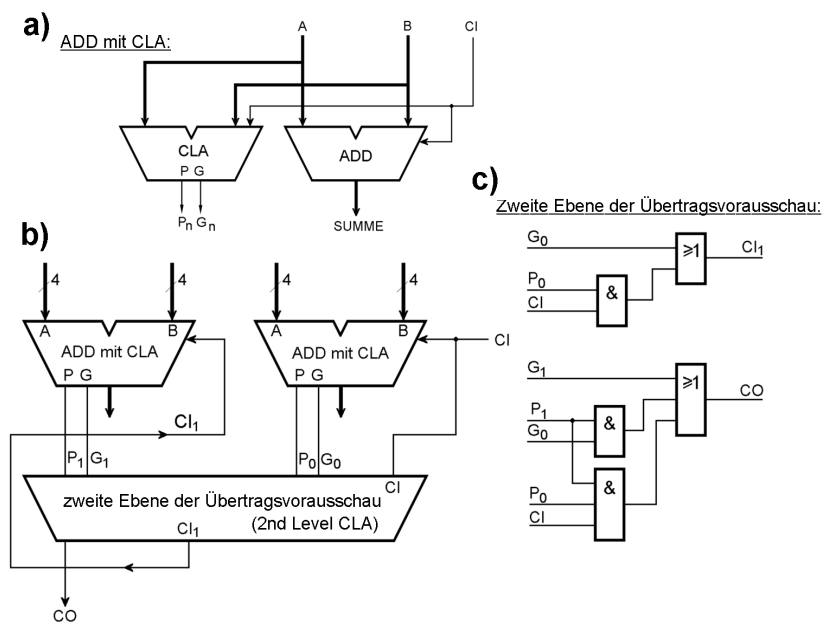 a)
ADD mit CLA:
A
B
CI
CLA
P G
ADD
Pn Gn
SUMME
b)
4
4
4
4
A
B
ADD mit CLA
P G
A
B
ADD mit CLA
P G
CI
CI1
P1
G1
P0
G0
CI
zweite Ebene der Übertragsvorausschau
(2nd Level CLA)
CI1
CO
c)
Zweite Ebene der Übertragsvorausschau:
G0
P0
CI
&
≥1
CI1
G1
P1
G0
P0
CI
&
&
≥1
CO